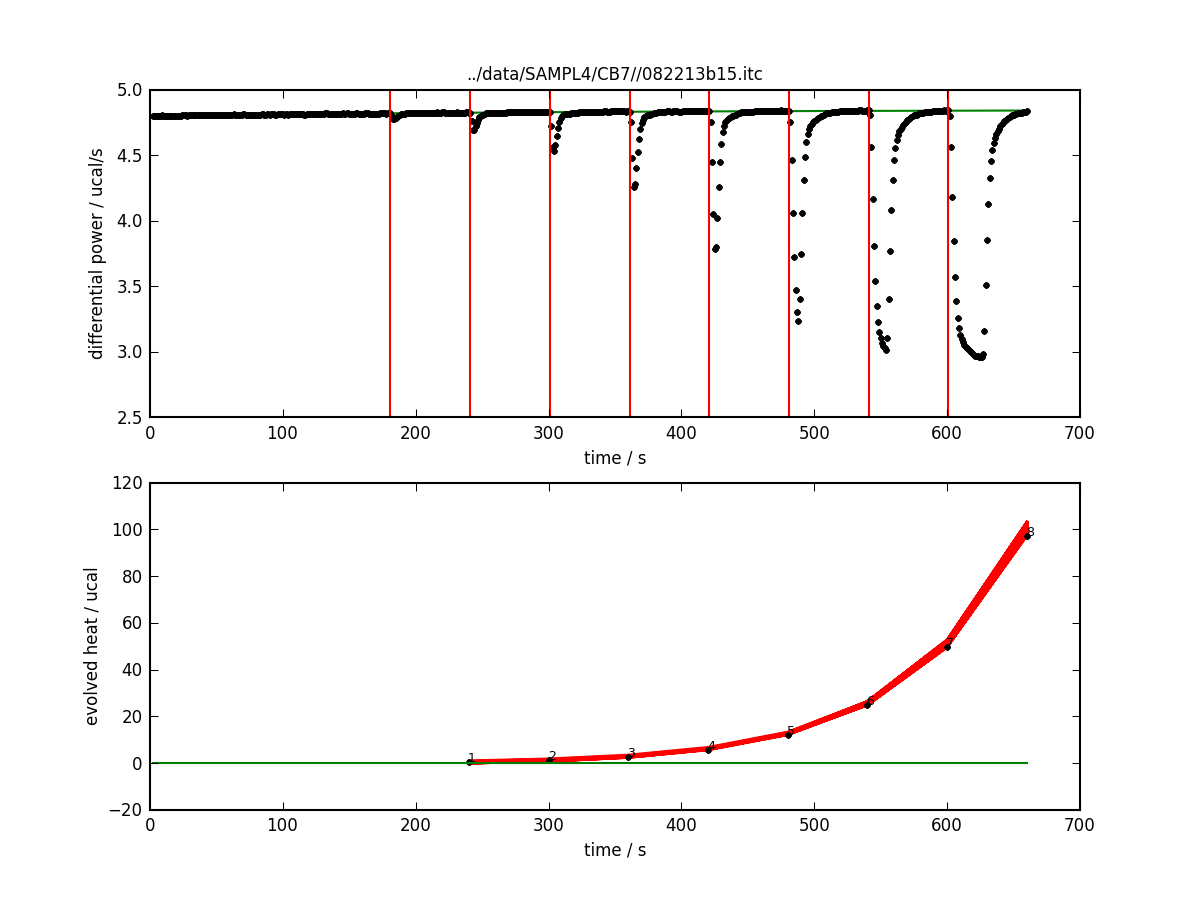 ../data/SAMPL4/CB7//082213b15.itc
5.0
4.5
4.0
3.5
3.0
2.5
differential power / ucal/s
0 100 200 300 400 500 600 700
time / s
120
100
80
60
40
20
0
−20
evolved heat / ucal
1 2 3 4 5 6 7 8
0 100 200 300 400 500 600 700
time / s